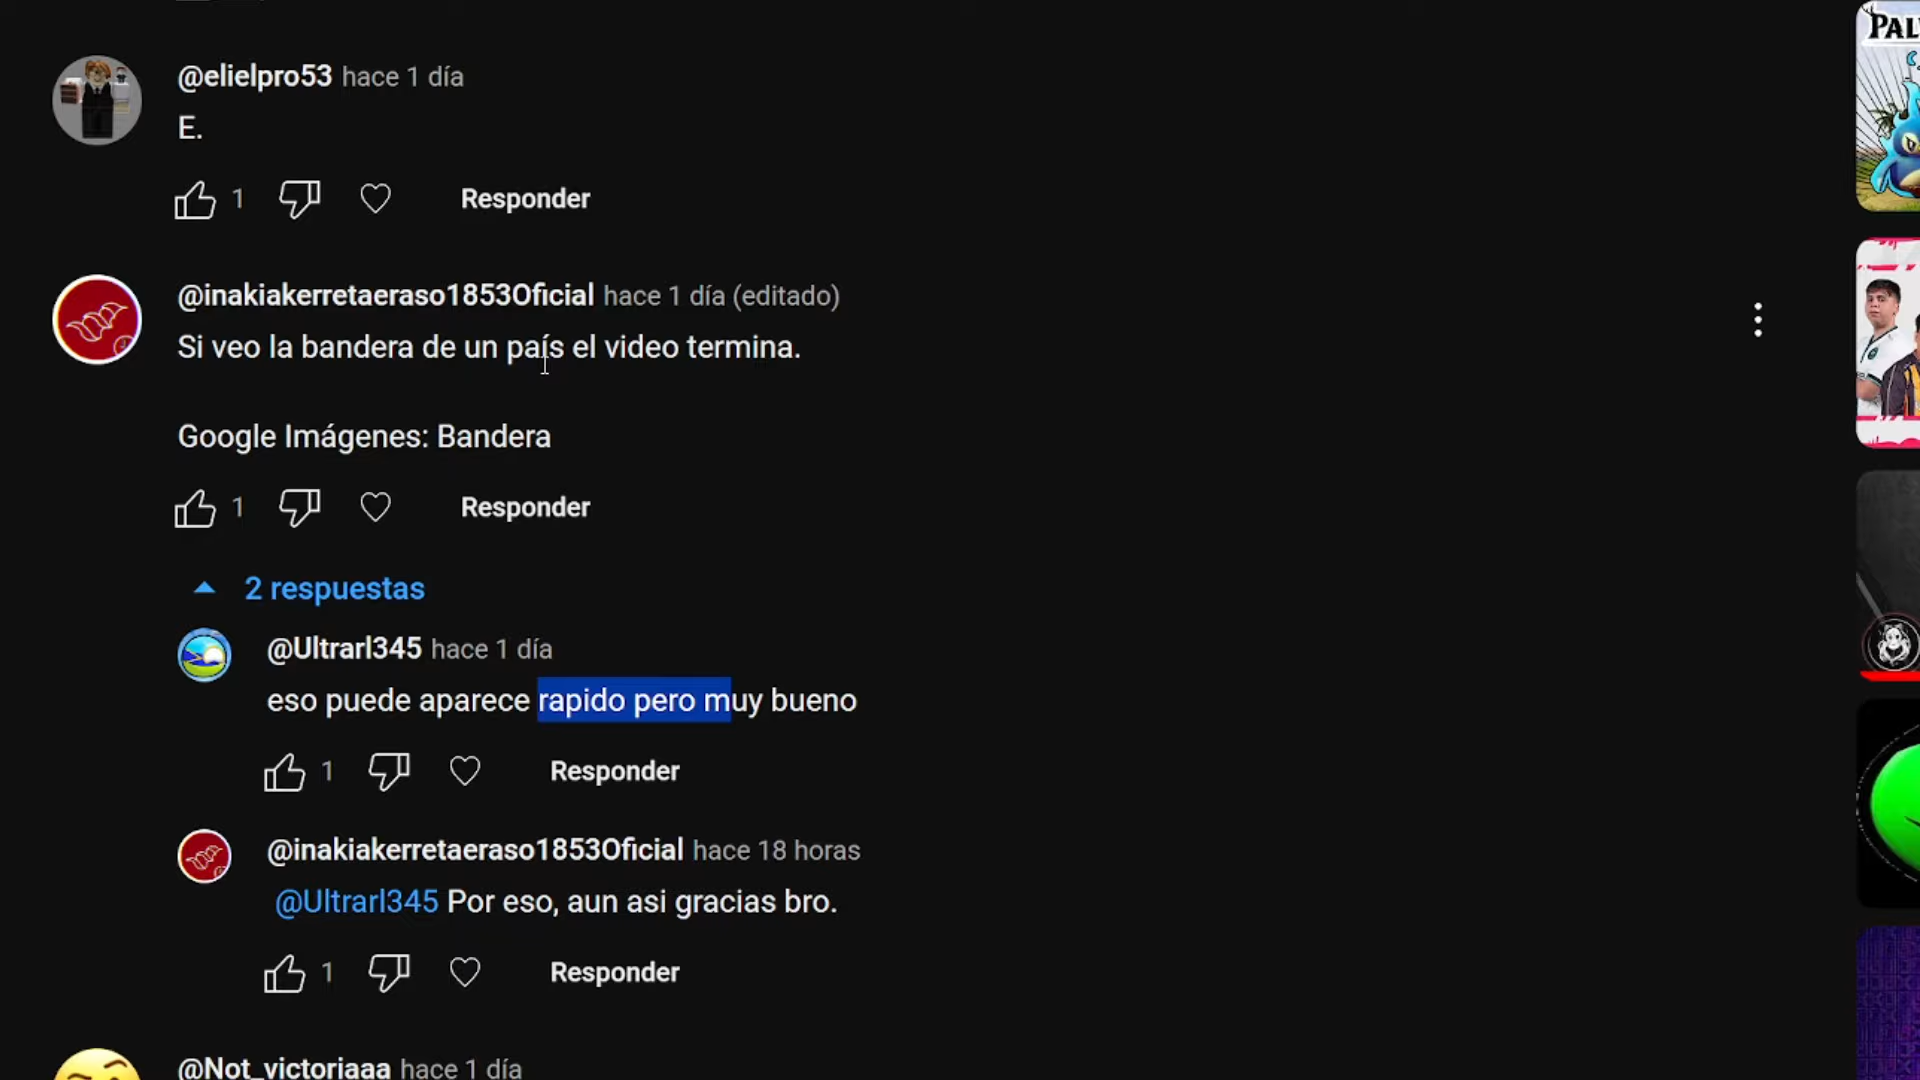 @elielpro53 hace 1 día
E.
1 Responder
@inakiakerretaeraso1853Oficial hace 1 día (editado)
Si veo la bandera de un país el video termina.
Google Imágenes: Bandera
1 Responder
2 respuestas
@Ultrarl345 hace 1 día
eso puede aparece rapido pero muy bueno
1 Responder
@inakiakerretaeraso1853Oficial hace 18 horas
@Ultrarl345 Por eso, aun asi gracias bro.
1 Responder
@Not_victoriaaa hace 1 día